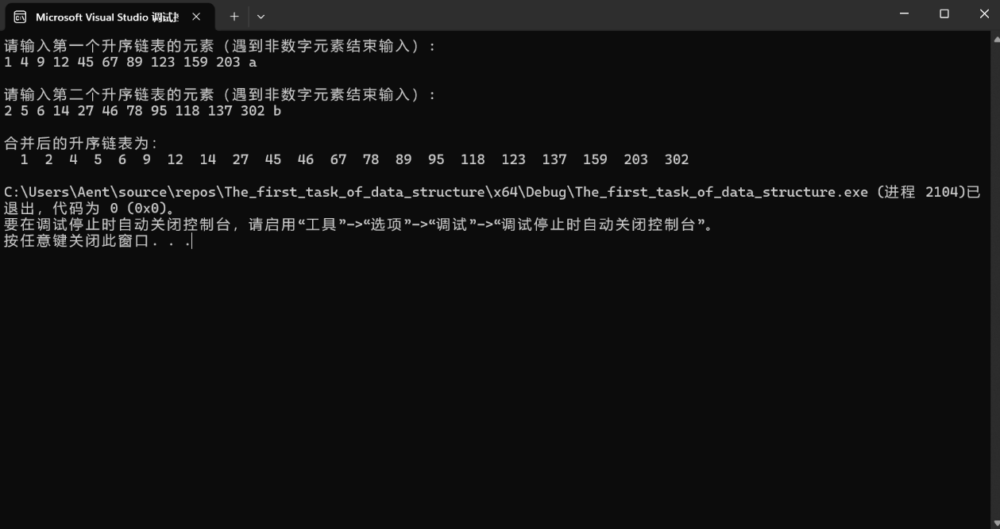 Microsoft Visual Studio 调试
请输入第一个升序链表的元素（遇到非数字元素结束输入）：
1 4 9 12 45 67 89 123 159 203 a
请输入第二个升序链表的元素（遇到非数字元素结束输入）：
2 5 6 14 27 46 78 95 118 137 302 b
合并后的升序链表为：
1 2 4 5 6 9 12 14 27 45 46 67 78 89 95 118 123 137 159 203 302
C:\Users\Aent\source\repos\The_first_task_of_data_structure\x64\Debug\The_first_task_of_data_structure.exe (进程 2104)已
退出，代码为 0 (0x0)。
要在调试停止时自动关闭控制台，请启用“工具”->“选项”->“调试”->“调试停止时自动关闭控制台”。
按任意键关闭此窗口. . .